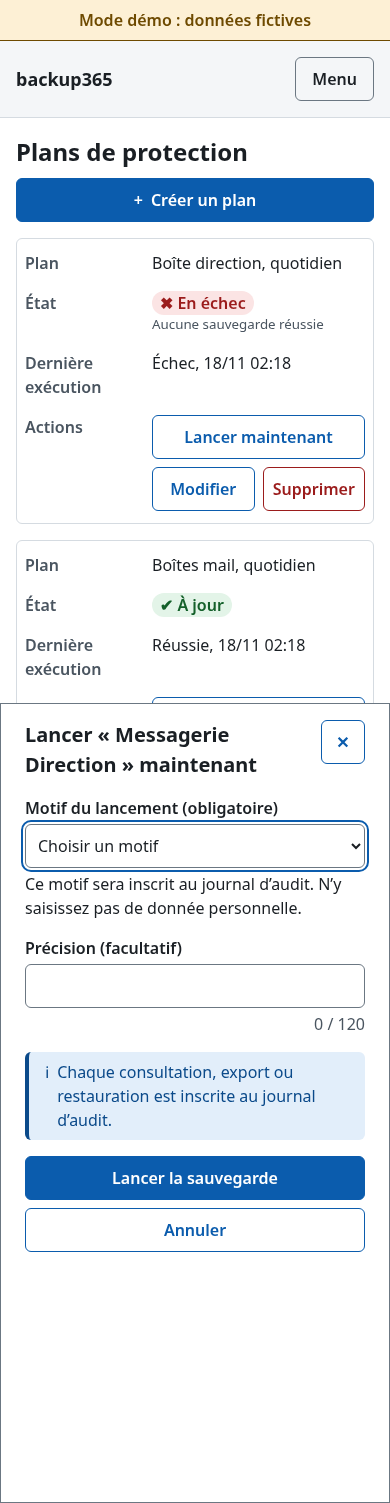 Mode démo : données fictives
backup365
Menu
Plans de protection
+ Créer un plan
Plan
Boîte direction, quotidien
État
✖ En échec
Aucune sauvegarde réussie
Dernière
exécution
Échec, 18/11 02:18
Actions
Lancer maintenant
Modifier
Supprimer
Plan
Boîtes mail, quotidien
État
✔ À jour
Dernière
exécution
Réussie, 18/11 02:18
Lancer « Messagerie
Direction » maintenant
×
Motif du lancement (obligatoire)
Choisir un motif
Ce motif sera inscrit au journal d’audit. N’y
saisissez pas de donnée personnelle.
Précision (facultatif)
0 / 120
i Chaque consultation, export ou
restauration est inscrite au journal
d’audit.
Lancer la sauvegarde
Annuler